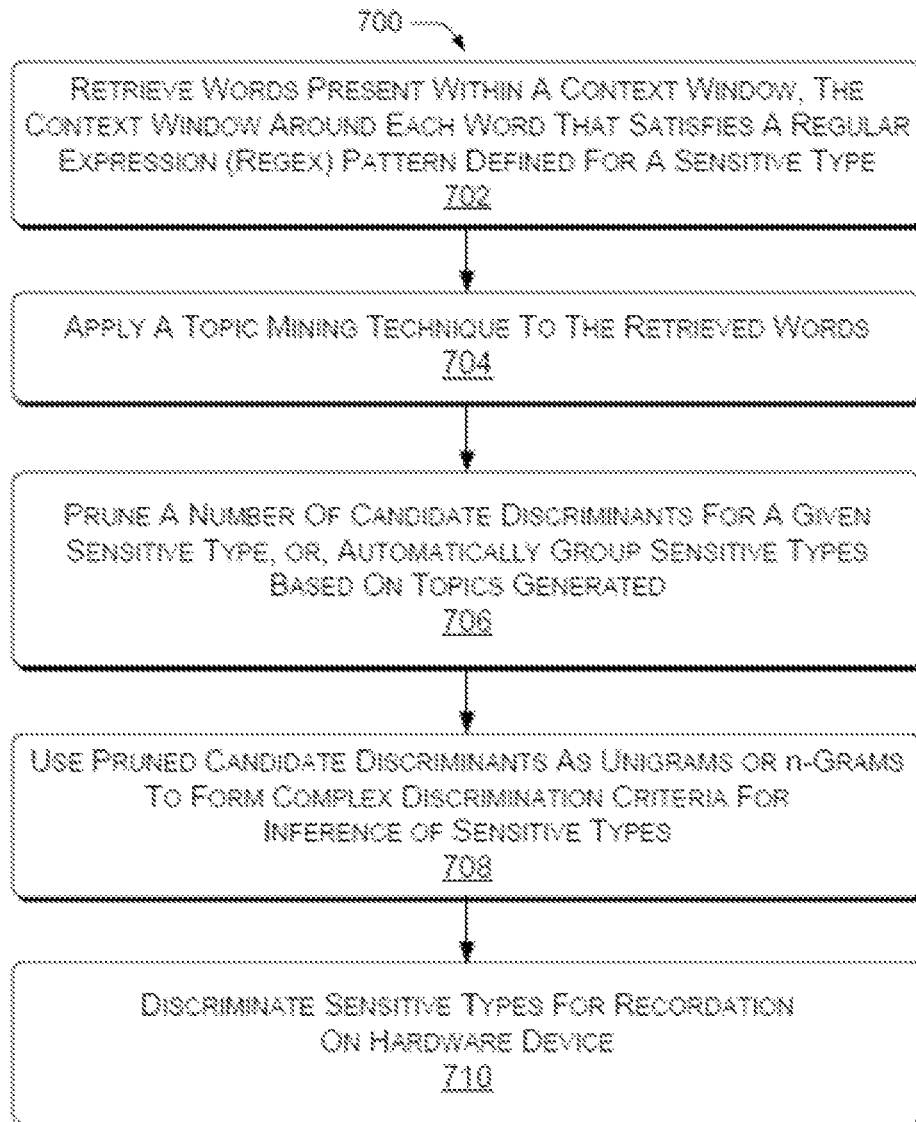 700
RETRIEVE WORDS PRESENT WITHIN A CONTEXT WINDOW, THE
CONTEXT WINDOW AROUND EACH WORD THAT SATISFIES A REGULAR
EXPRESSION (REGEX) PATTERN DEFINED FOR A SENSITIVE TYPE
702
APPLY A TOPIC MINING TECHNIQUE TO THE RETRIEVED WORDS
704
PRUNE A NUMBER OF CANDIDATE DISCRIMINANTS FOR A GIVEN
SENSITIVE TYPE, OR, AUTOMATICALLY GROUP SENSITIVE TYPES
BASED ON TOPICS GENERATED
706
USE PRUNED CANDIDATE DISCRIMINANTS AS UNIGRAMS OR n-GRAMS
TO FORM COMPLEX DISCRIMINATION CRITERIA FOR
INFERENCE OF SENSITIVE TYPES
708
DISCRIMINATE SENSITIVE TYPES FOR RECORDATION
ON HARDWARE DEVICE
710